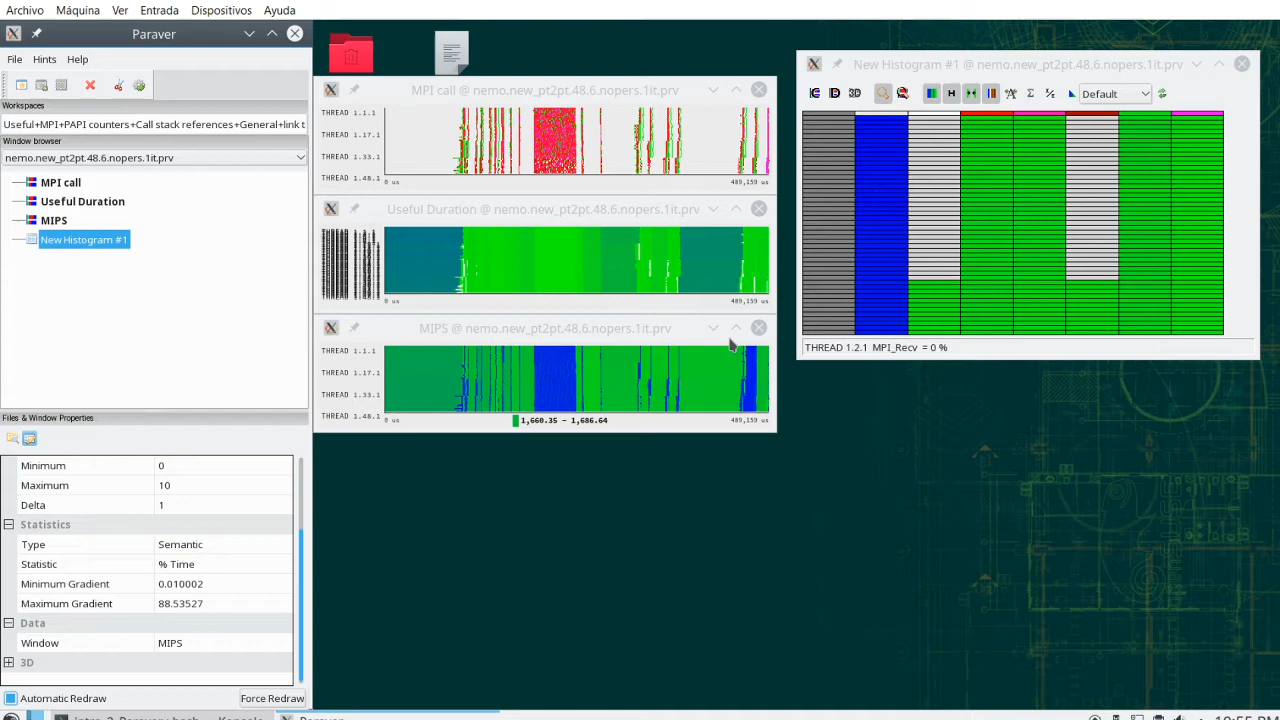 Archivo Máquina Ver Entrada Dispositivos Ayuda
Paraver
File Hints Help
Workspaces
Useful+MPI+PAPI counters+Call stack references+General+link t
Window browser
nemo.new_pt2pt.48.6.nopers.1it.prv
MPI call
Useful Duration
MIPS
New Histogram #1
Files & Window Properties
Minimum 0
Maximum 10
Delta 1
Statistics
Type Semantic
Statistic % Time
Minimum Gradient 0.010002
Maximum Gradient 88.53527
Data
Window MIPS
3D
Automatic Redraw Force Redraw
MPI call @ nemo.new_pt2pt.48.6.nopers.1it.prv
THREAD 1.1.1
THREAD 1.17.1
THREAD 1.33.1
THREAD 1.48.1
0 us 489,159 us
Useful Duration @ nemo.new_pt2pt.48.6.nopers.1it.prv
0 us 489,159 us
MIPS @ nemo.new_pt2pt.48.6.nopers.1it.prv
THREAD 1.1.1
THREAD 1.17.1
THREAD 1.33.1
THREAD 1.48.1
0 us 489,159 us
1,660.35 - 1,686.64
New Histogram #1 @ nemo.new_pt2pt.48.6.nopers.1it.prv
3D Σ ½ Default
THREAD 1.2.1 MPI_Recv = 0 %
Paraver
10:55 PM